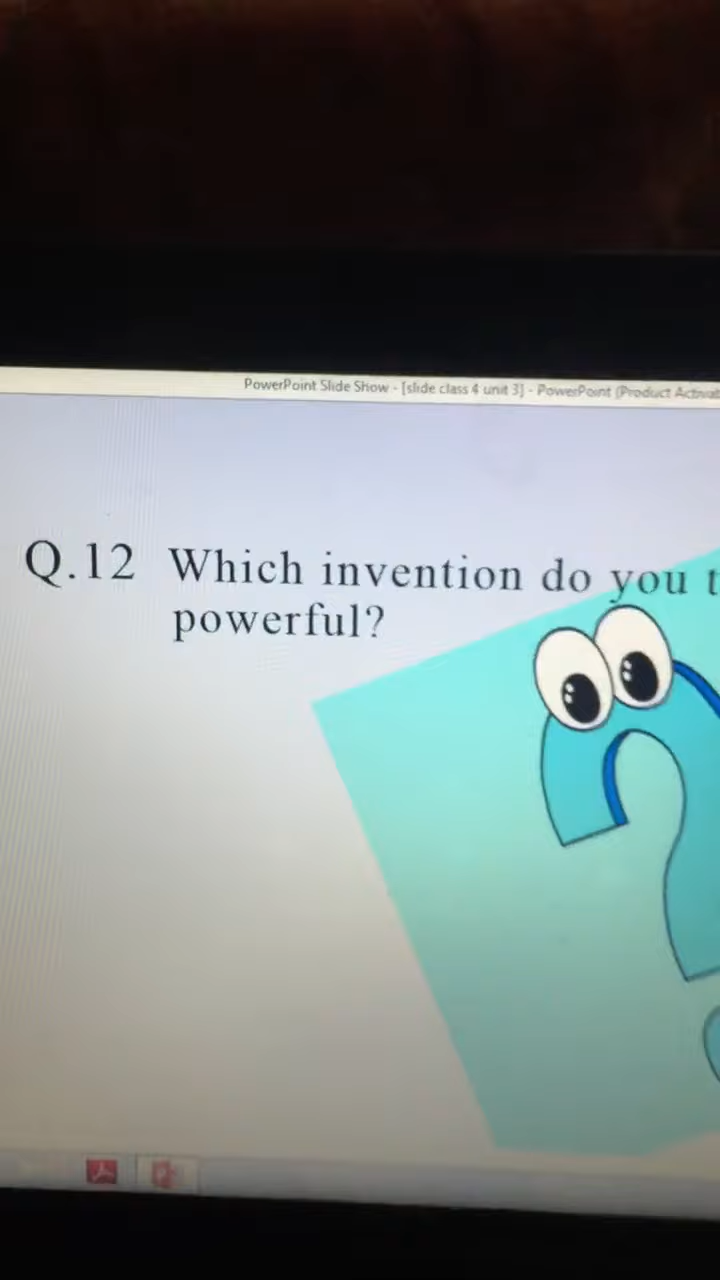 PowerPoint Slide Show - [slide class 4 unit 3] - PowerPoint (Product
Q.12 Which invention do you
powerful?